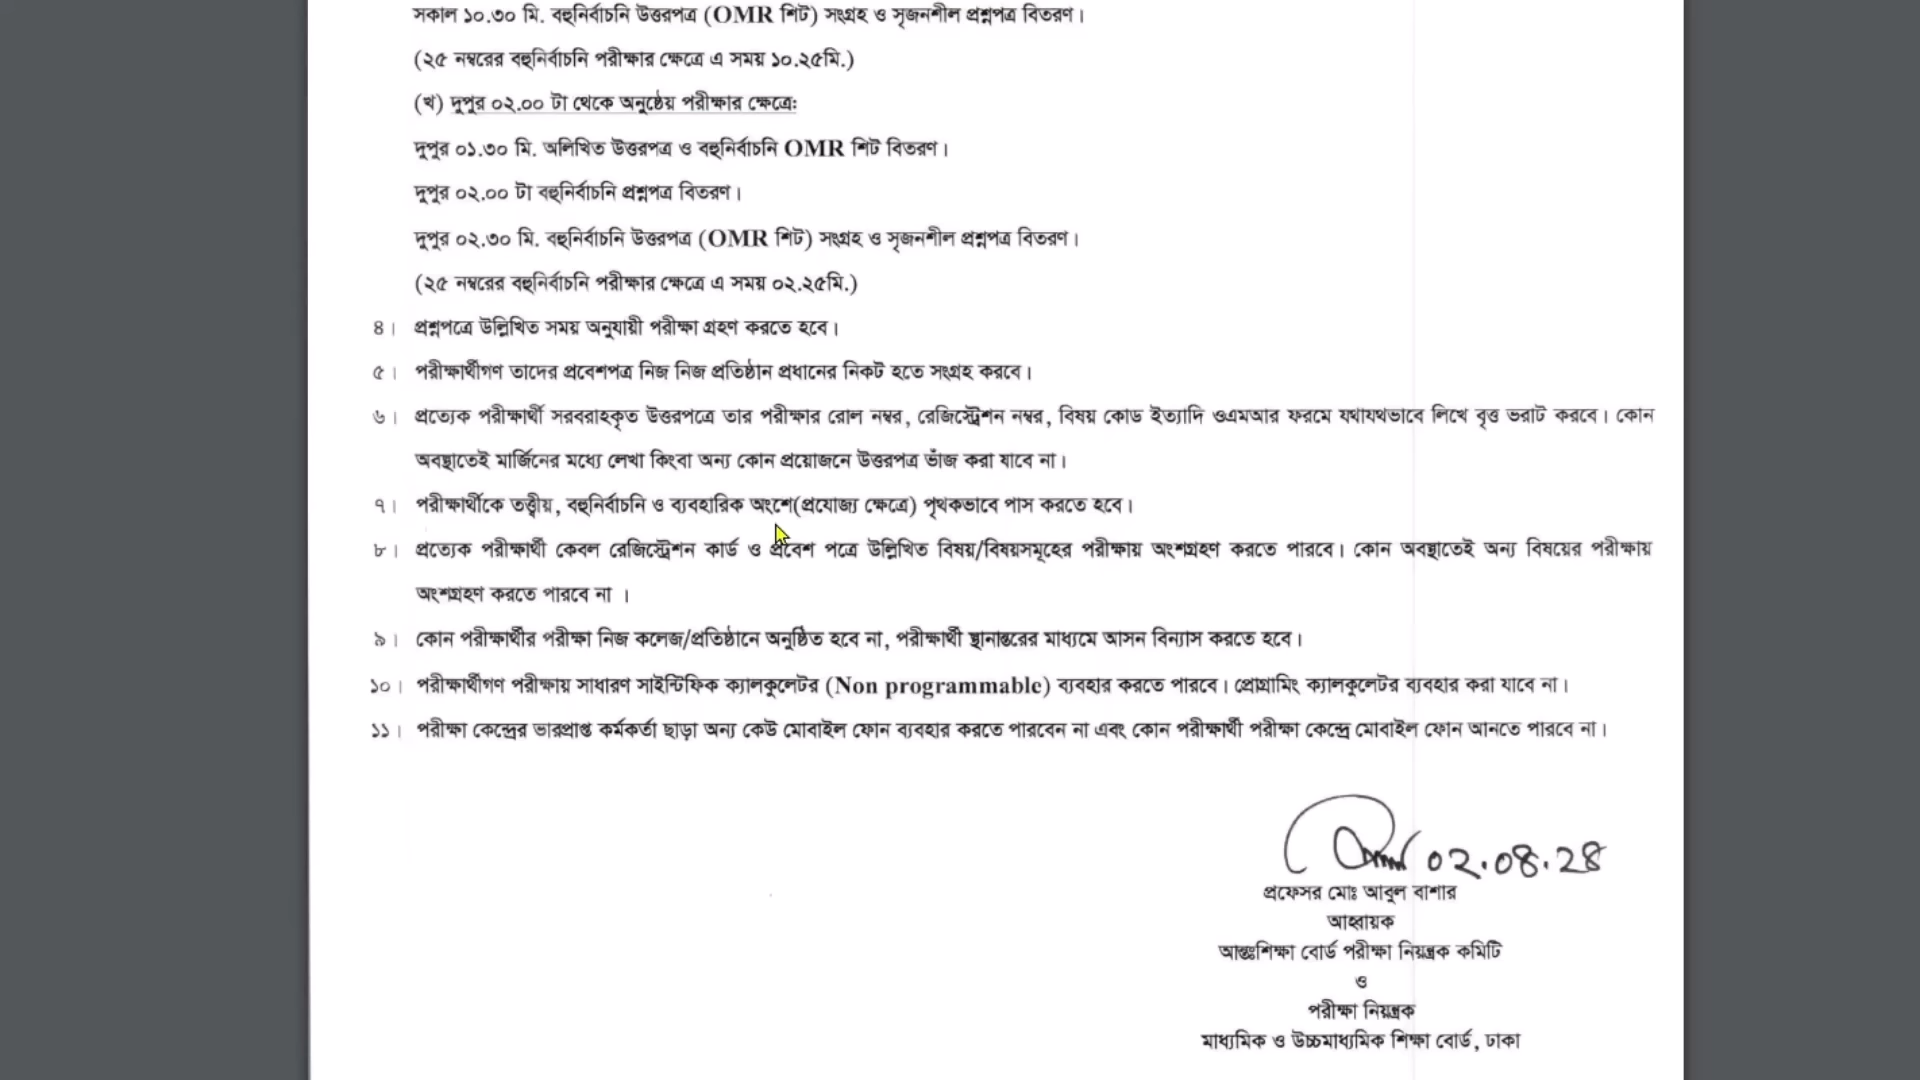 সকাল ১০.৩০ মি. বহুনির্বাচনি উত্তরপত্র (OMR শিট) সংগ্রহ ও সৃজনশীল প্রশ্নপত্র বিতরণ।
(২৫ নম্বরের বহুনির্বাচনি পরীক্ষার ক্ষেত্রে এ সময় ১০.২৫মি.)
(খ) দুপুর ০২.০০ টা থেকে অনুষ্ঠেয় পরীক্ষার ক্ষেত্রেঃ
দুপুর ০১.৩০ মি. অলিখিত উত্তরপত্র ও বহুনির্বাচনি OMR শিট বিতরণ।
দুপুর ০২.০০ টা বহুনির্বাচনি প্রশ্নপত্র বিতরণ।
দুপুর ০২.৩০ মি. বহুনির্বাচনি উত্তরপত্র (OMR শিট) সংগ্রহ ও সৃজনশীল প্রশ্নপত্র বিতরণ।
(২৫ নম্বরের বহুনির্বাচনি পরীক্ষার ক্ষেত্রে এ সময় ০২.২৫মি.)
৪। প্রশ্নপত্রে উল্লিখিত সময় অনুযায়ী পরীক্ষা গ্রহণ করতে হবে।
৫। পরীক্ষার্থীগণ তাদের প্রবেশপত্র নিজ নিজ প্রতিষ্ঠান প্রধানের নিকট হতে সংগ্রহ করবে।
৬। প্রত্যেক পরীক্ষার্থী সরবরাহকৃত উত্তরপত্রে তার পরীক্ষার রোল নম্বর, রেজিস্ট্রেশন নম্বর, বিষয় কোড ইত্যাদি ওএমআর ফরমে যথাযথভাবে লিখে বৃত্ত ভরাট করবে। কোন
অবস্থাতেই মার্জিনের মধ্যে লেখা কিংবা অন্য কোন প্রয়োজনে উত্তরপত্র ভাঁজ করা যাবে না।
৭। পরীক্ষার্থীকে তত্ত্বীয়, বহুনির্বাচনি ও ব্যবহারিক অংশে(প্রযোজ্য ক্ষেত্রে) পৃথকভাবে পাস করতে হবে।
৮। প্রত্যেক পরীক্ষার্থী কেবল রেজিস্ট্রেশন কার্ড ও প্রবেশ পত্রে উল্লিখিত বিষয়/বিষয়সমূহের পরীক্ষায় অংশগ্রহণ করতে পারবে। কোন অবস্থাতেই অন্য বিষয়ের পরীক্ষায়
অংশগ্রহণ করতে পারবে না ।
৯। কোন পরীক্ষার্থীর পরীক্ষা নিজ কলেজ/প্রতিষ্ঠানে অনুষ্ঠিত হবে না, পরীক্ষার্থী স্থানান্তরের মাধ্যমে আসন বিন্যাস করতে হবে।
১০। পরীক্ষার্থীগণ পরীক্ষায় সাধারণ সাইন্টিফিক ক্যালকুলেটর (Non programmable) ব্যবহার করতে পারবে। প্রোগ্রামিং ক্যালকুলেটর ব্যবহার করা যাবে না।
১১। পরীক্ষা কেন্দ্রের ভারপ্রাপ্ত কর্মকর্তা ছাড়া অন্য কেউ মোবাইল ফোন ব্যবহার করতে পারবেন না এবং কোন পরীক্ষার্থী পরীক্ষা কেন্দ্রে মোবাইল ফোন আনতে পারবে না।
০২.০৪.২৪
প্রফেসর মোঃ আবুল বাশার
আহ্বায়ক
আন্তঃশিক্ষা বোর্ড পরীক্ষা নিয়ন্ত্রক কমিটি
ও
পরীক্ষা নিয়ন্ত্রক
মাধ্যমিক ও উচ্চমাধ্যমিক শিক্ষা বোর্ড, ঢাকা